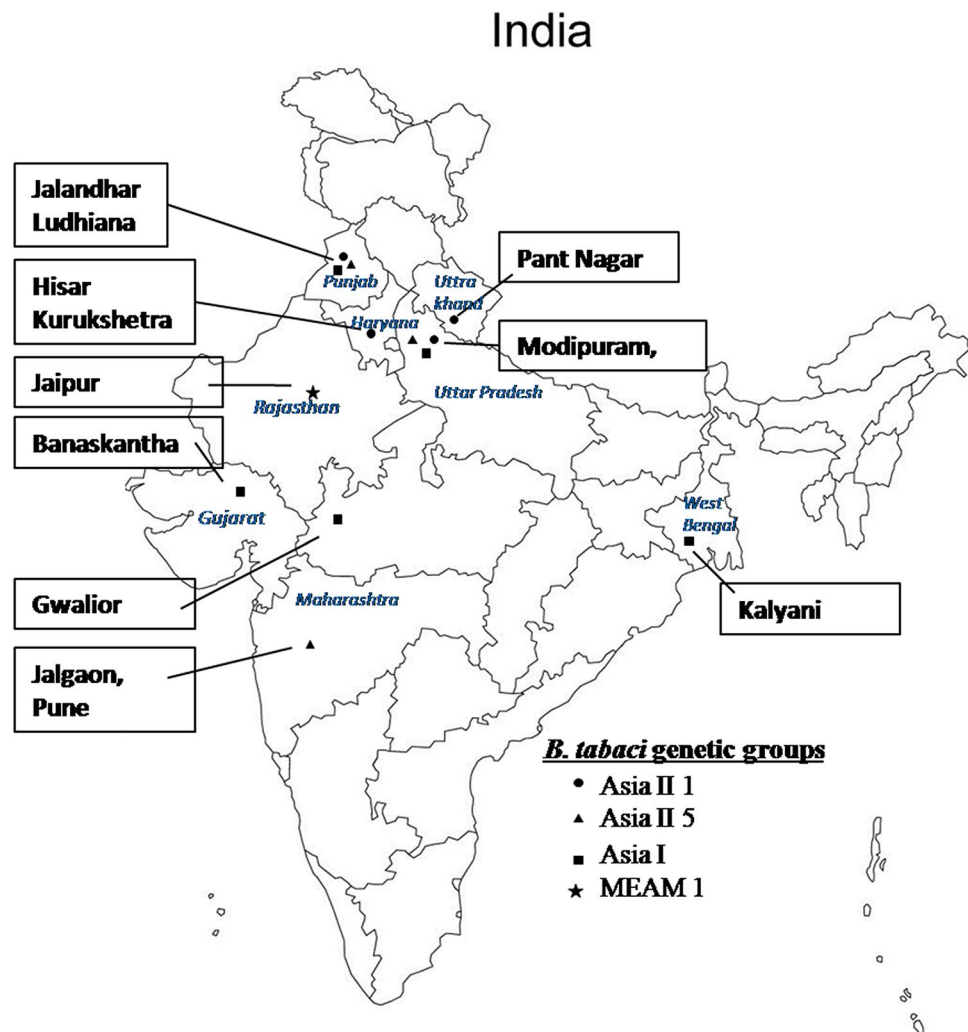 India
Jalandhar
Ludhiana
Hisar
Kurukshetra
Jaipur
Banaskantha
Gwalior
Jalgaon,
Pune
Pant Nagar
Modipuram,
Kalyani
Punjab
Uttra
khand
Haryana
Rajasthan
Uttar Pradesh
Gujarat
West
Bengal
Maharashtra
B. tabaci genetic groups
Asia II 1
Asia II 5
Asia I
MEAM 1